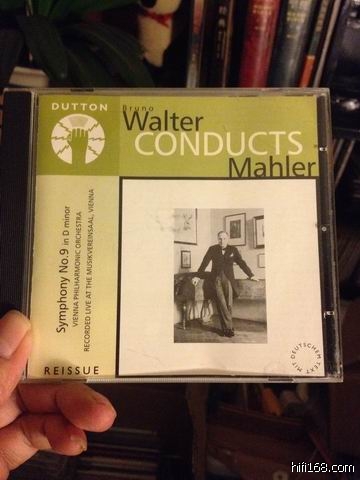 DUTTON
Bruno
Walter
CONDUCTS
Mahler
Symphony No.9 in D minor
VIENNA PHILHARMONIC ORCHESTRA
RECORDED LIVE AT THE MUSIKVEREINSAAL, VIENNA
REISSUE
MIT DEUTSCHEM TEXT
hifi168.com